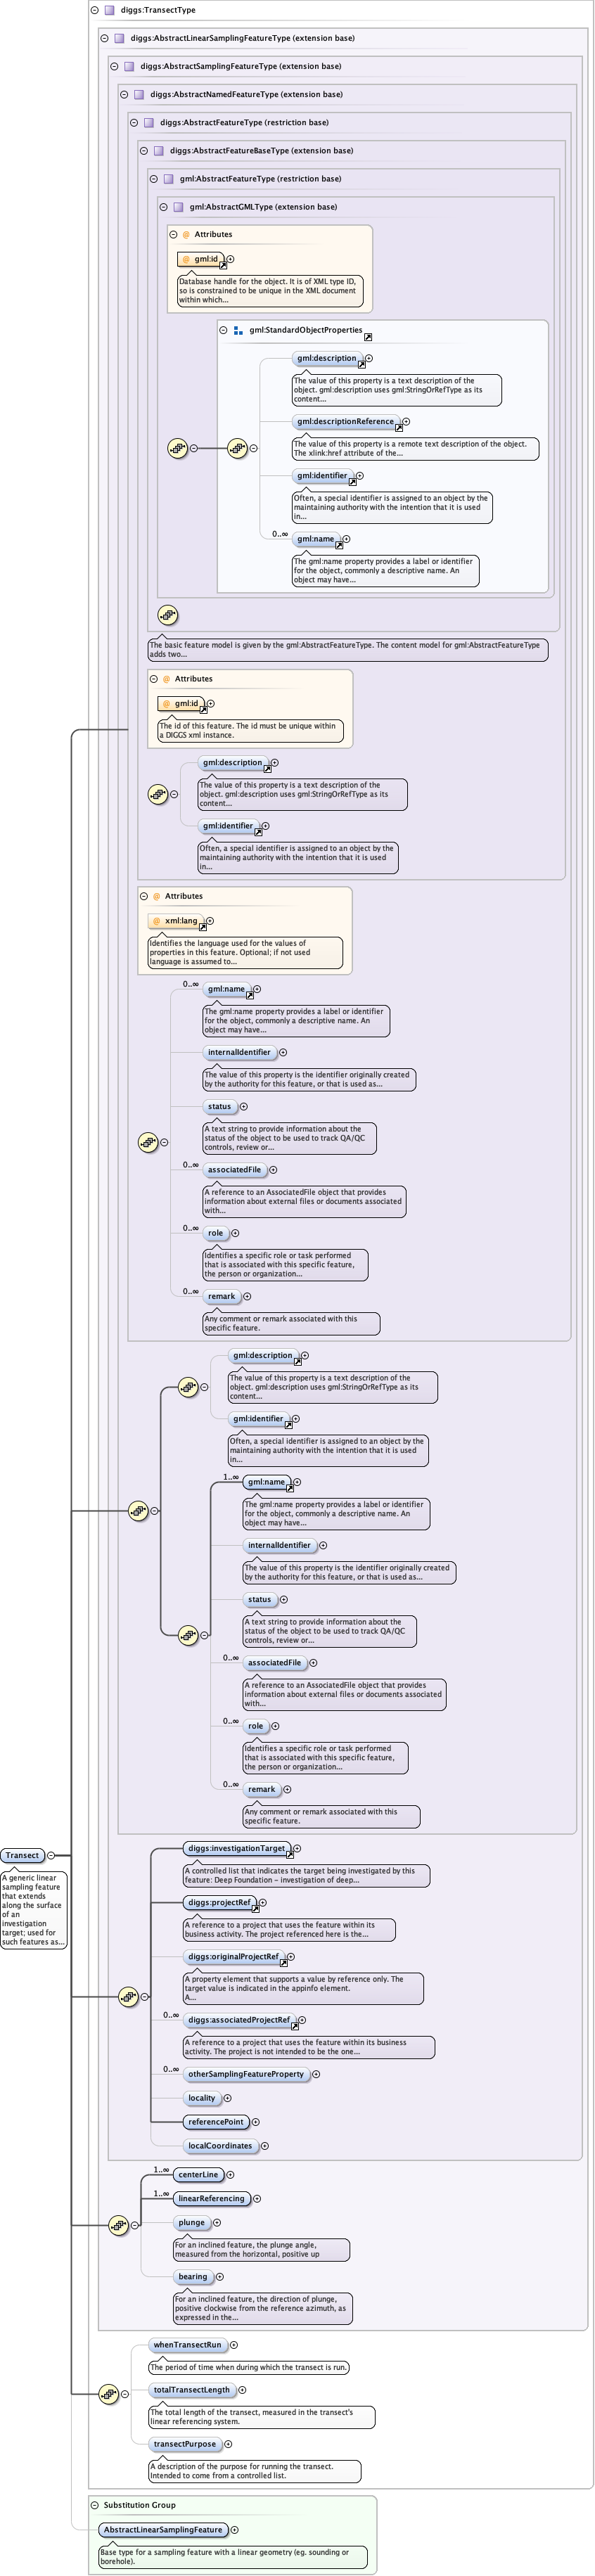 diggs:TransectType
diggs:AbstractLinearSamplingFeatureType (extension base)
diggs:AbstractSamplingFeatureType (extension base)
diggs:AbstractNamedFeatureType (extension base)
diggs:AbstractFeatureType (restriction base)
diggs:AbstractFeatureBaseType (extension base)
gml:AbstractFeatureType (restriction base)
gml:AbstractGMLType (extension base)
@ Attributes
@ gml:id
Database handle for the object. It is of XML type ID,
so is constrained to be unique in the XML document
within which...
gml:StandardObjectProperties
gml:description
The value of this property is a text description of the
object. gml:description uses gml:StringOrRefType as its
content...
gml:descriptionReference
The value of this property is a remote text description of the object.
The xlink:href attribute of the...
gml:identifier
Often, a special identifier is assigned to an object by the
maintaining authority with the intention that it is used
in...
0..∞
gml:name
The gml:name property provides a label or identifier
for the object, commonly a descriptive name. An
object may have...
The basic feature model is given by the gml:AbstractFeatureType. The content model for gml:AbstractFeatureType
adds two...
@ Attributes
@ gml:id
The id of this feature. The id must be unique within
a DIGGS xml instance.
gml:description
The value of this property is a text description of the
object. gml:description uses gml:StringOrRefType as its
content...
gml:identifier
Often, a special identifier is assigned to an object by the
maintaining authority with the intention that it is used
in...
@ Attributes
@ xml:lang
Identifies the language used for the values of
properties in this feature. Optional; if not used
language is assumed to...
0..∞
gml:name
The gml:name property provides a label or identifier
for the object, commonly a descriptive name. An
object may have...
internalIdentifier
The value of this property is the identifier originally created
by the authority for this feature, or that is used as...
status
A text string to provide information about the
status of the object to be used to track QA/QC
controls, review or...
0..∞
associatedFile
A reference to an AssociatedFile object that provides
information about external files or documents associated
with...
0..∞
role
Identifies a specific role or task performed
that is associated with this specific feature,
the person or organization...
0..∞
remark
Any comment or remark associated with this
specific feature.
gml:description
The value of this property is a text description of the
object. gml:description uses gml:StringOrRefType as its
content...
gml:identifier
Often, a special identifier is assigned to an object by the
maintaining authority with the intention that it is used
in...
1..∞
gml:name
The gml:name property provides a label or identifier
for the object, commonly a descriptive name. An
object may have...
internalIdentifier
The value of this property is the identifier originally created
by the authority for this feature, or that is used as...
status
A text string to provide information about the
status of the object to be used to track QA/QC
controls, review or...
0..∞
associatedFile
A reference to an AssociatedFile object that provides
information about external files or documents associated
with...
0..∞
role
Identifies a specific role or task performed
that is associated with this specific feature,
the person or organization...
0..∞
remark
Any comment or remark associated with this
specific feature.
Transect
A generic linear
sampling feature
that extends
along the surface
of an
investigation
target; used for
such features as...
diggs:investigationTarget
A controlled list that indicates the target being investigated by this
feature: Deep Foundation - investigation of deep...
diggs:projectRef
A reference to a project that uses the feature within its
business activity. The project referenced here is the...
diggs:originalProjectRef
A property element that supports a value by reference only. The
target value is indicated in the appinfo element.
A...
0..∞
diggs:associatedProjectRef
A reference to a project that uses the feature within its business
activity. The project is not intended to be the one...
0..∞
otherSamplingFeatureProperty
locality
referencePoint
localCoordinates
1..∞
centerLine
1..∞
linearReferencing
plunge
For an inclined feature, the plunge angle,
measured from the horizontal, positive up
bearing
For an inclined feature, the direction of plunge,
positive clockwise from the reference azimuth, as
expressed in the...
whenTransectRun
The period of time when during which the transect is run.
totalTransectLength
The total length of the transect, measured in the transect's
linear referencing system.
transectPurpose
A description of the purpose for running the transect.
Intended to come from a controlled list.
Substitution Group
AbstractLinearSamplingFeature
Base type for a sampling feature with a linear geometry (eg. sounding or
borehole).